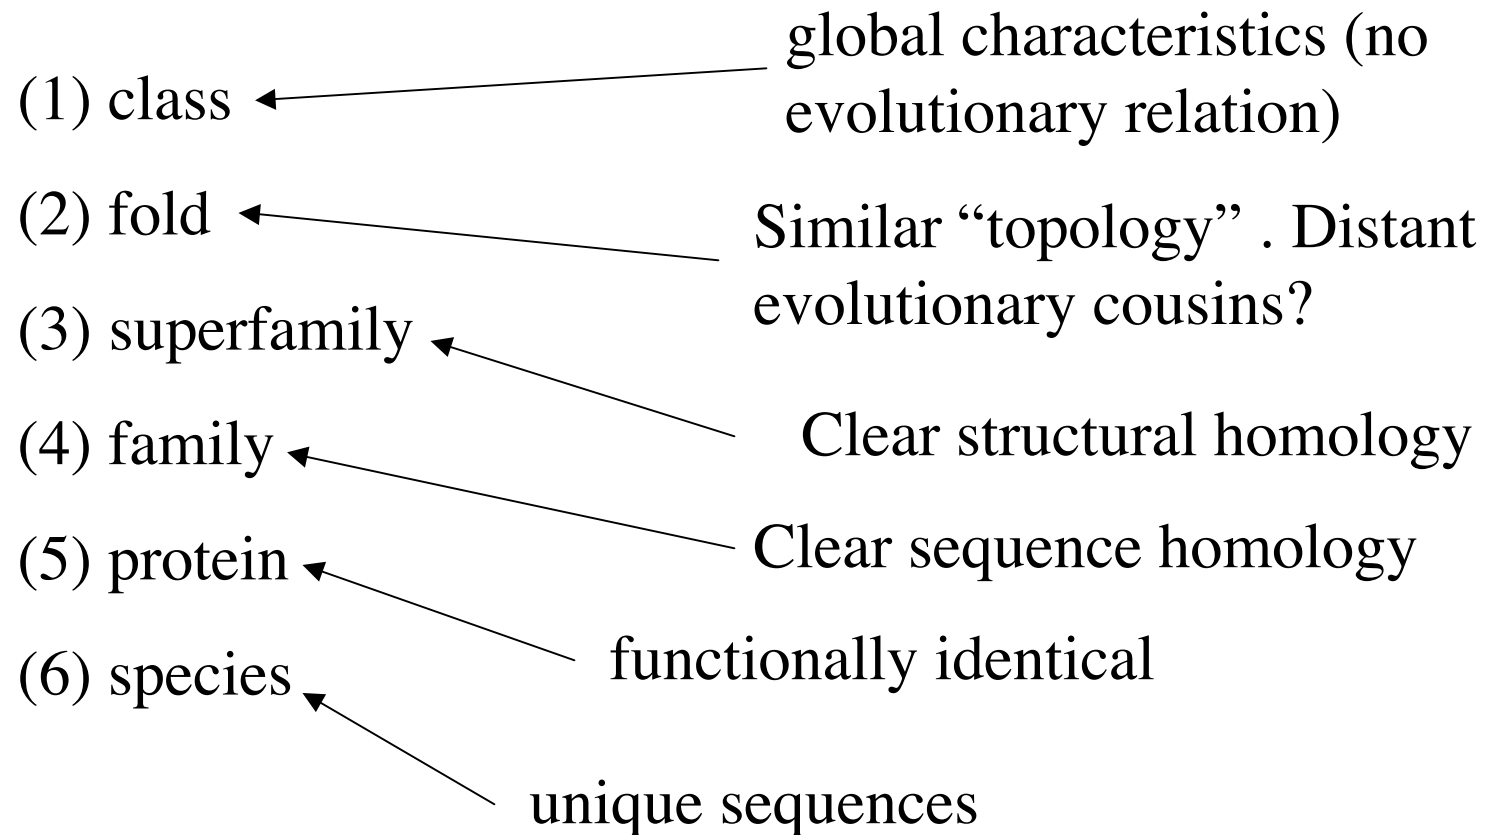 (1) class
global characteristics (no
evolutionary relation)
(2) fold
Similar “topology” . Distant
evolutionary cousins?
(3) superfamily
Clear structural homology
(4) family
Clear sequence homology
(5) protein
functionally identical
(6) species
unique sequences